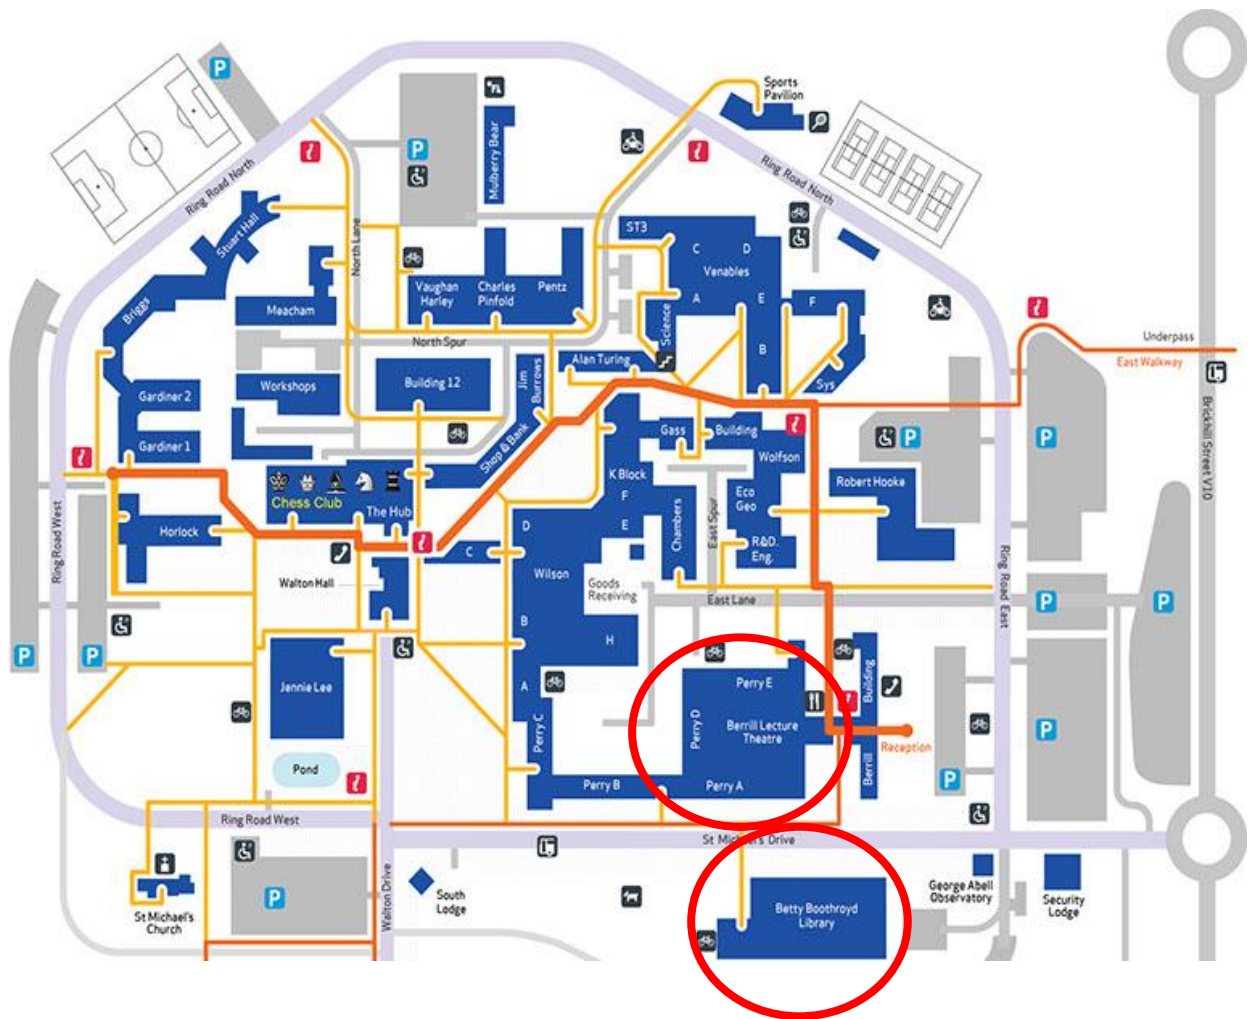 Sports
Pavilion
P
Mulberry Bear
P
Ring Road North
Ring Road North
Stuart Hall
North Lane
ST3
C
D
Venables
A
E
F
B
Vaughan
Harley
Charles
Pinfold
Pentz
Science
Briggs
Meacham
North Spur
Underpass
East Walkway
Alan Turing
Sys
Brickhill Street V10
Workshops
Building 12
Jim
Burrows
Gardiner 2
Gardiner 1
Shop & Bank
Gass
Building
Wolfson
P
P
K Block
F
E
Robert Hooke
Chess Club
The Hub
Eco
Geo
Chambers
East Spur
D
Horlock
C
R&D.
Eng.
Ring Road West
Walton Hall
Wilson
Goods
Receiving
East Lane
Ring Road East
P
P
B
H
P
P
Jennie Lee
A
Perry E
Building
Perry C
Perry D
Berrill Lecture
Theatre
Reception
P
Pond
Perry B
Perry A
Berrill
P
Ring Road West
St Michael's Drive
P
Walton Drive
South
Lodge
St Michael's
Church
Betty Boothroyd
Library
George Abell
Observatory
Security
Lodge